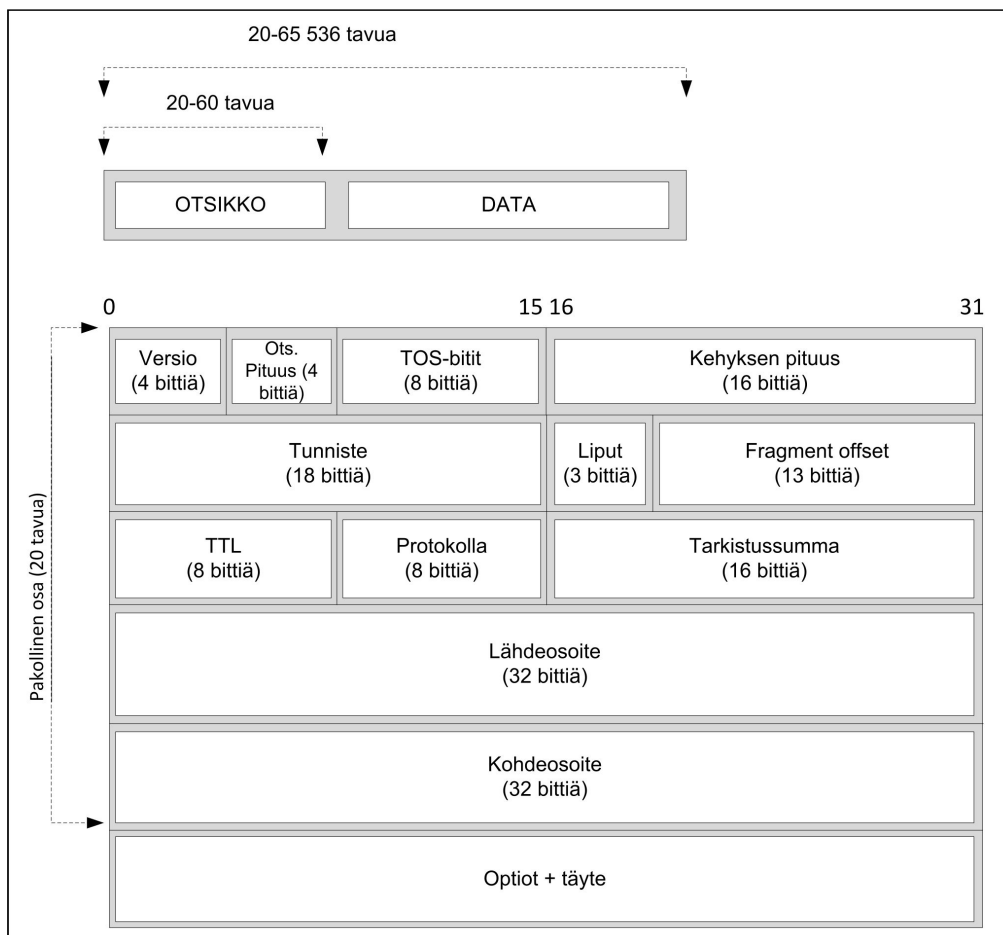 20-65 536 tavua
20-60 tavua
OTSIKKO
DATA
0
15 16
31
Versio
(4 bittiä)
Ots.
Pituus (4
bittiä)
TOS-bitit
(8 bittiä)
Kehyksen pituus
(16 bittiä)
Tunniste
(18 bittiä)
Liput
(3 bittiä)
Fragment offset
(13 bittiä)
TTL
(8 bittiä)
Protokolla
(8 bittiä)
Tarkistussumma
(16 bittiä)
Pakollinen osa (20 tavua)
Lähdeosoite
(32 bittiä)
Kohdeosoite
(32 bittiä)
Optiot + täyte